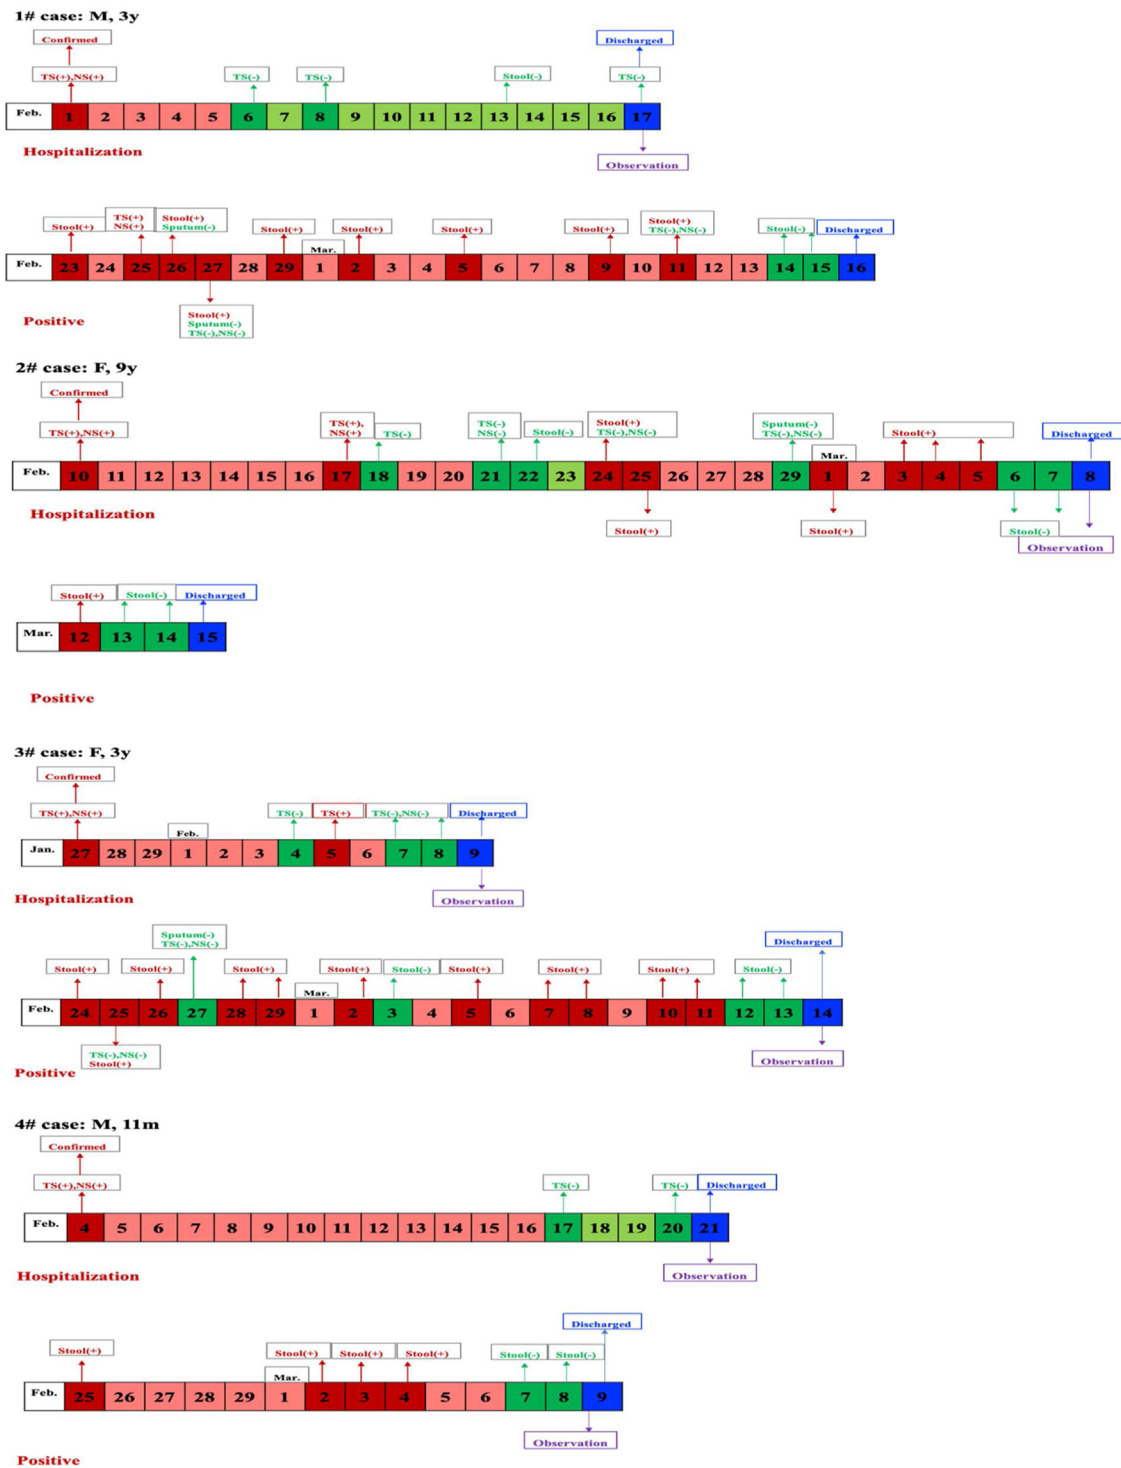 1# case: M, 3y
Confirmed
Discharged
TS(+),NS(+)
TS(-)
TS(-)
Stool(-)
TS(-)
Feb. 1 2 3 4 5 6 7 8 9 10 11 12 13 14 15 16 17
Hospitalization
Observation
Stool(+)
TS(+)
NS(+)
Stool(+)
Sputum(-)
Stool(+)
Mar.
Stool(+)
Stool(+)
Stool(+)
Stool(+)
TS(-),NS(-)
Stool(-)
Discharged
Feb. 23 24 25 26 27 28 29 1 2 3 4 5 6 7 8 9 10 11 12 13 14 15 16
Stool(+)
Sputum(-)
TS(-),NS(-)
Positive
2# case: F, 9y
Confirmed
TS(+),NS(+)
TS(+),
NS(+)
TS(-)
TS(-)
NS(-)
Stool(-)
Stool(+)
TS(-),NS(-)
Sputum(-)
TS(-),NS(-)
Mar.
Stool(+)
Discharged
Feb. 10 11 12 13 14 15 16 17 18 19 20 21 22 23 24 25 26 27 28 29 1 2 3 4 5 6 7 8
Hospitalization
Stool(+)
Stool(+)
Stool(-)
Observation
Stool(+)
Stool(-)
Discharged
Mar. 12 13 14 15
Positive
3# case: F, 3y
Confirmed
TS(+),NS(+)
Feb.
TS(-)
TS(+)
TS(-),NS(-)
Discharged
Jan. 27 28 29 1 2 3 4 5 6 7 8 9
Hospitalization
Observation
Sputum(-)
TS(-),NS(-)
Discharged
Stool(+)
Stool(+)
Stool(+)
Mar.
Stool(+)
Stool(-)
Stool(+)
Stool(+)
Stool(+)
Stool(-)
Feb. 24 25 26 27 28 29 1 2 3 4 5 6 7 8 9 10 11 12 13 14
TS(-),NS(-)
Stool(+)
Observation
Positive
4# case: M, 11m
Confirmed
TS(+),NS(+)
TS(-)
TS(-)
Discharged
Feb. 4 5 6 7 8 9 10 11 12 13 14 15 16 17 18 19 20 21
Hospitalization
Observation
Discharged
Stool(+)
Mar.
Stool(+)
Stool(+)
Stool(+)
Stool(-)
Stool(-)
Feb. 25 26 27 28 29 1 2 3 4 5 6 7 8 9
Observation
Positive